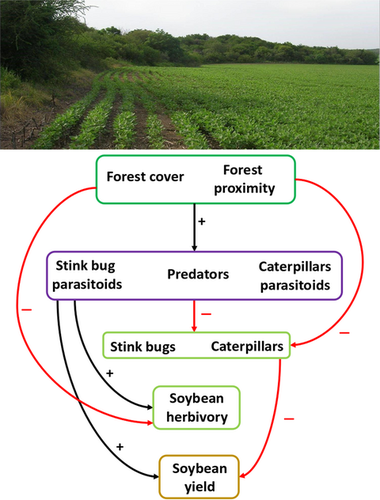 Forest cover
Forest
proximity
+
Stink bug
parasitoids
Predators
Caterpillars
parasitoids
—
—
—
Stink bugs
Caterpillars
+
Soybean
herbivory
—
+
Soybean
yield